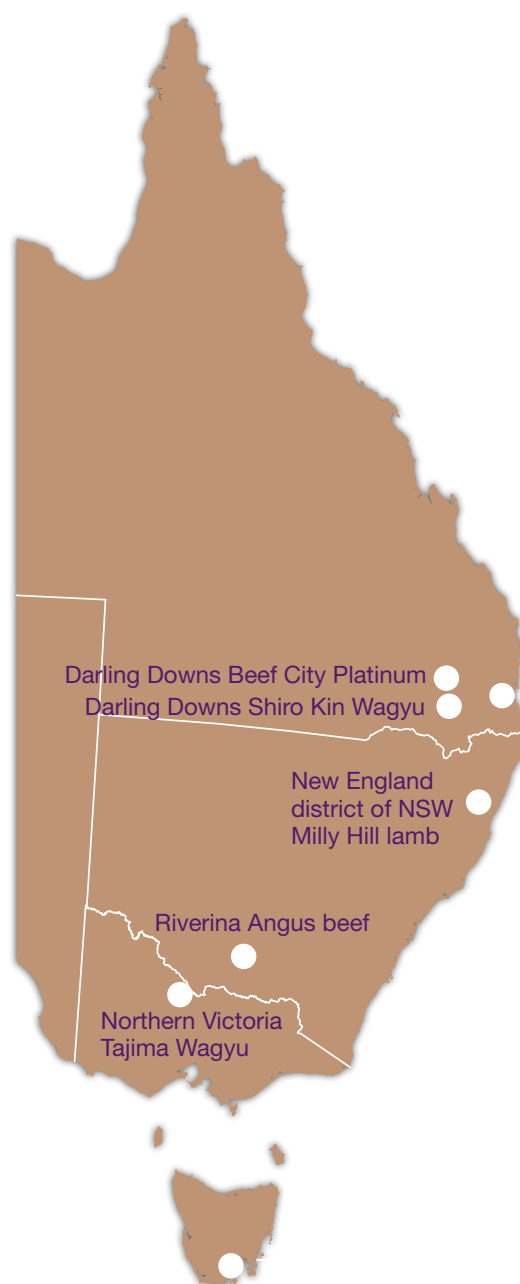 Darling Downs Beef City Platinum
Darling Downs Shiro Kin Wagyu
New England
district of NSW
Milly Hill lamb
Riverina Angus beef
Northern Victoria
Tajima Wagyu